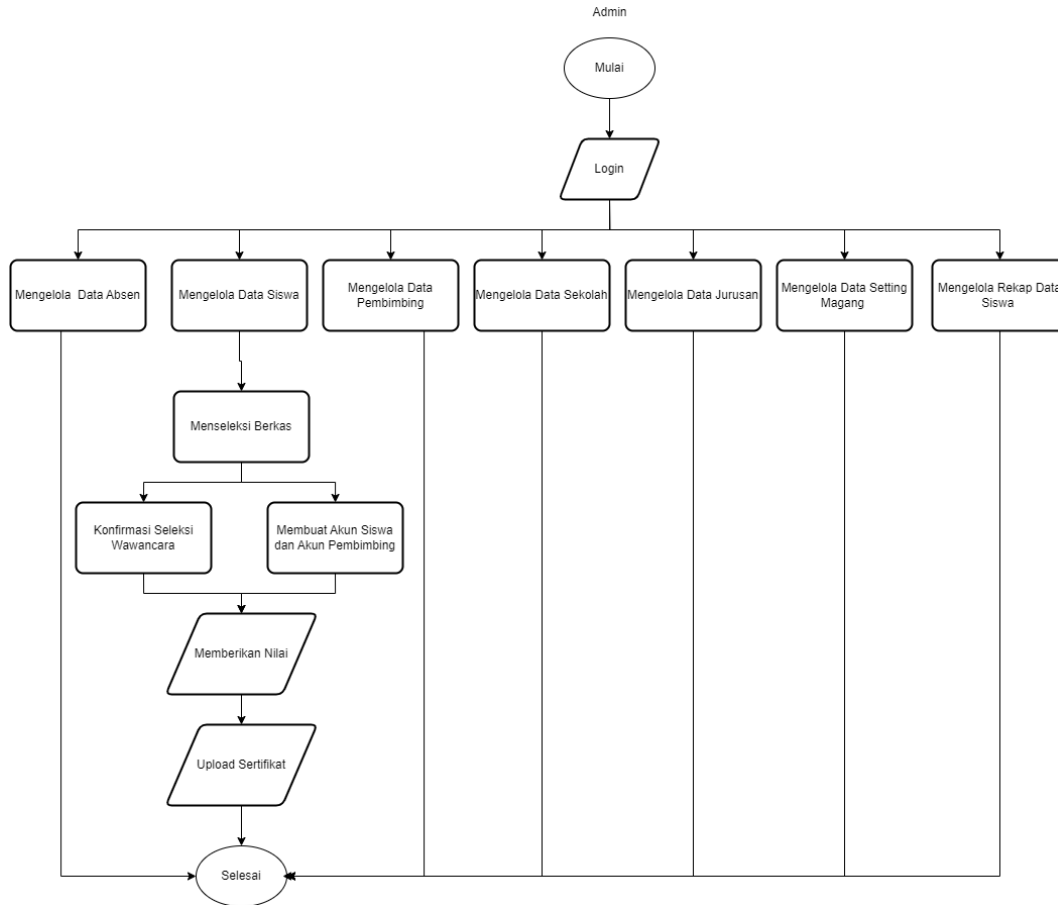 Admin
Mulai
Login
Mengelola  Data Absen
Mengelola Data Siswa
Mengelola Data
Pembimbing
Mengelola Data Sekolah
Mengelola Data Jurusan
Mengelola Data Setting
Magang
Mengelola Rekap Data
Siswa
Menseleksi Berkas
Konfirmasi Seleksi
Wawancara
Membuat Akun Siswa
dan Akun Pembimbing
Memberikan Nilai
Upload Sertifikat
Selesai